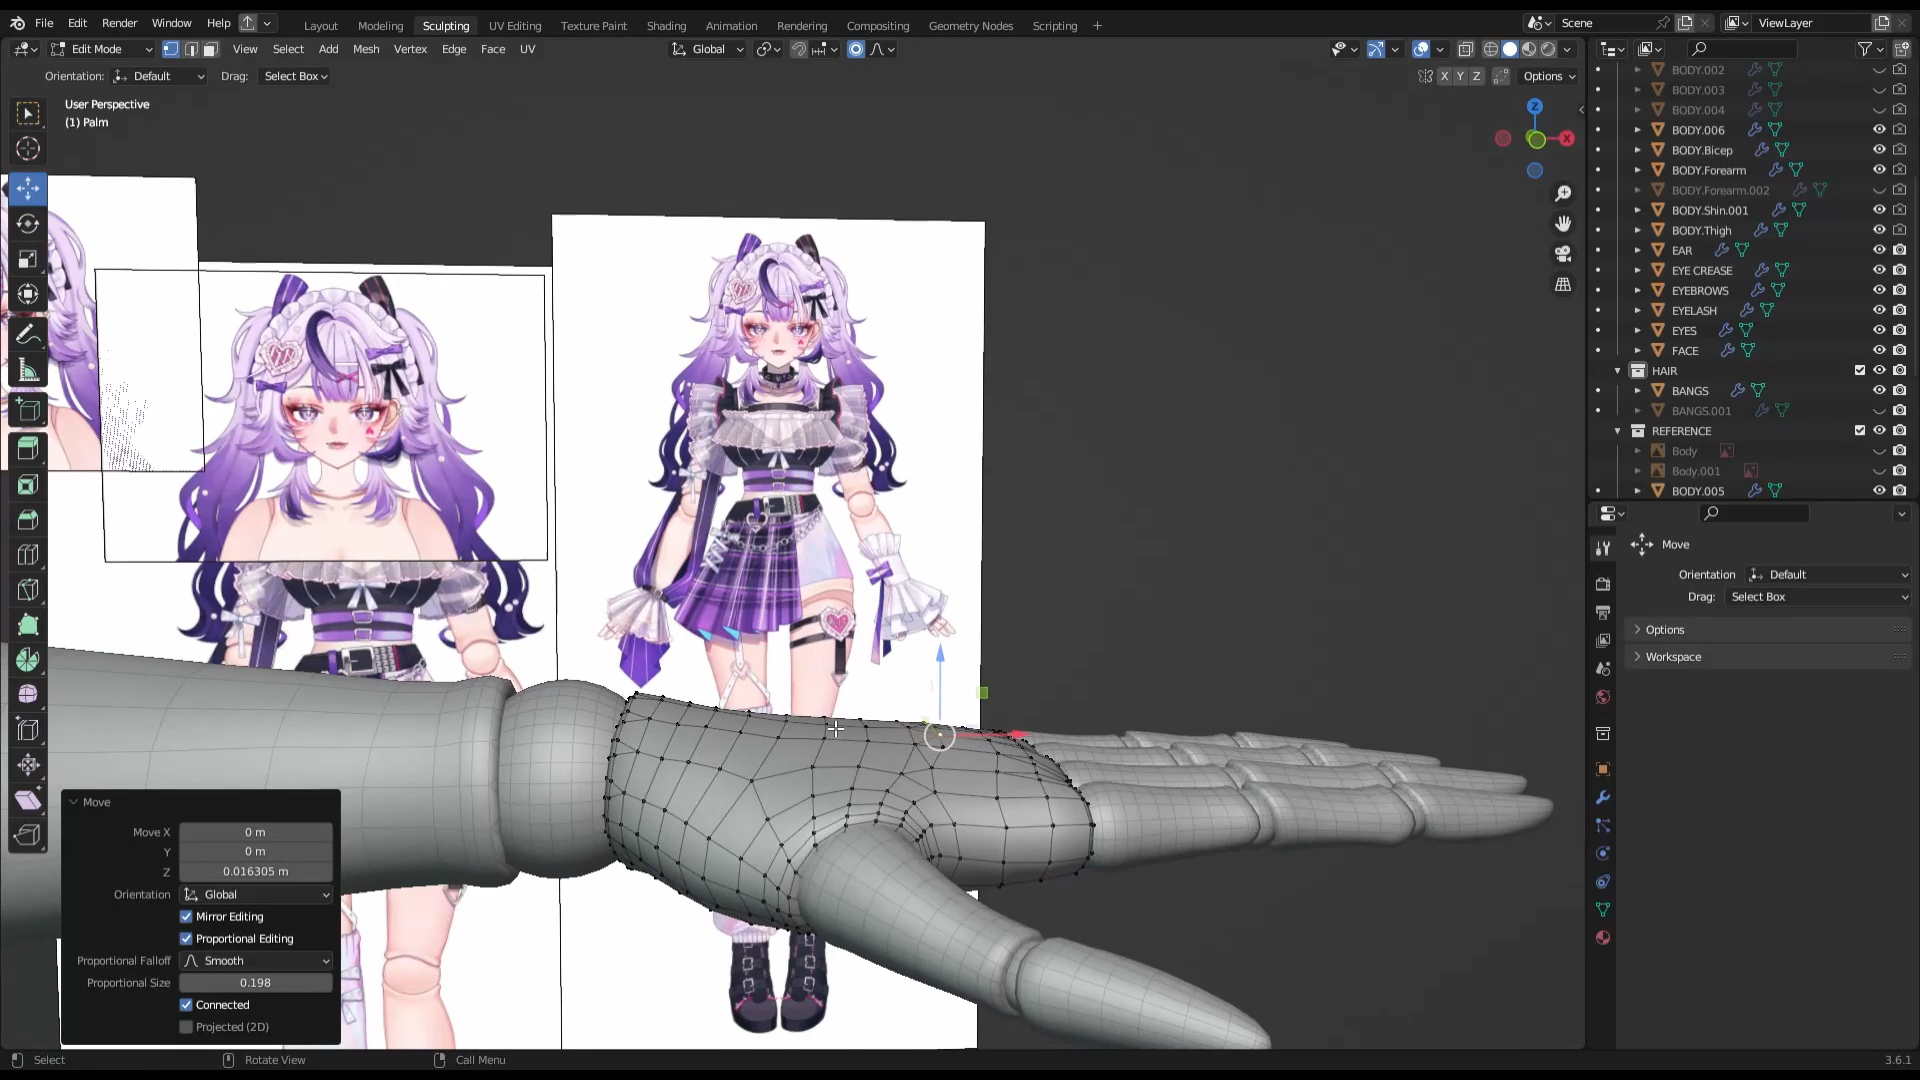 File Edit Render Window Help
Layout Modeling Sculpting UV Editing Texture Paint Shading Animation Rendering Compositing Geometry Nodes Scripting +
Scene
ViewLayer
Edit Mode
View Select Add Mesh Vertex Edge Face UV
Global
Orientation: Default
Drag: Select Box
X Y Z
Options
User Perspective
(1) Palm
Z
X
BODY.002
BODY.003
BODY.004
BODY.006
BODY.Bicep
BODY.Forearm
BODY.Forearm.002
BODY.Shin.001
BODY.Thigh
EAR
EYE CREASE
EYEBROWS
EYELASH
EYES
FACE
HAIR
BANGS
BANGS.001
REFERENCE
Body
Body.001
BODY.005
Move
Orientation Default
Drag: Select Box
Options
Workspace
Move
Move X 0 m
Y 0 m
Z 0.016305 m
Orientation Global
Mirror Editing
Proportional Editing
Proportional Falloff Smooth
Proportional Size 0.198
Connected
Projected (2D)
Select
Rotate View
Call Menu
3.6.1